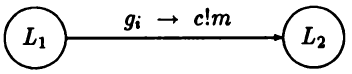 gᵢ → c!m
L₁ L₂